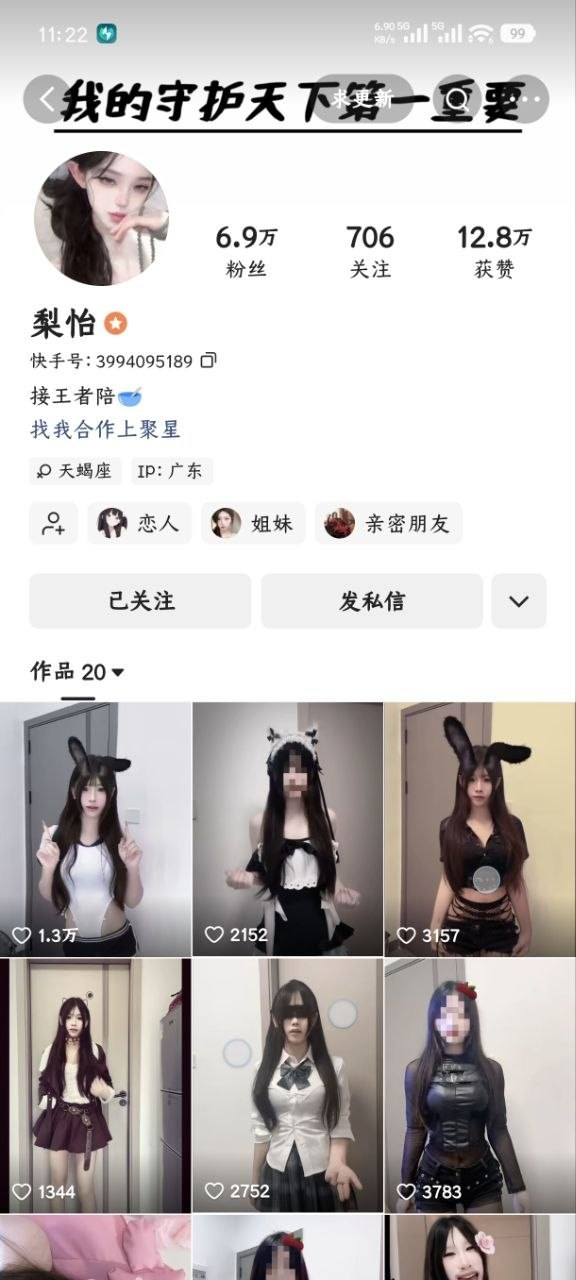 11:22
6.90 KB/s 5G 5G 6 99
我的守护天下第一重要
求更新
6.9万 706 12.8万
粉丝 关注 获赞
梨怡
快手号: 3994095189
接王者陪🥣
找我合作上聚星
天蝎座 IP: 广东
恋人 姐妹 亲密朋友
已关注 发私信
作品 20
1.3万 2152 3157
1344 2752 3783